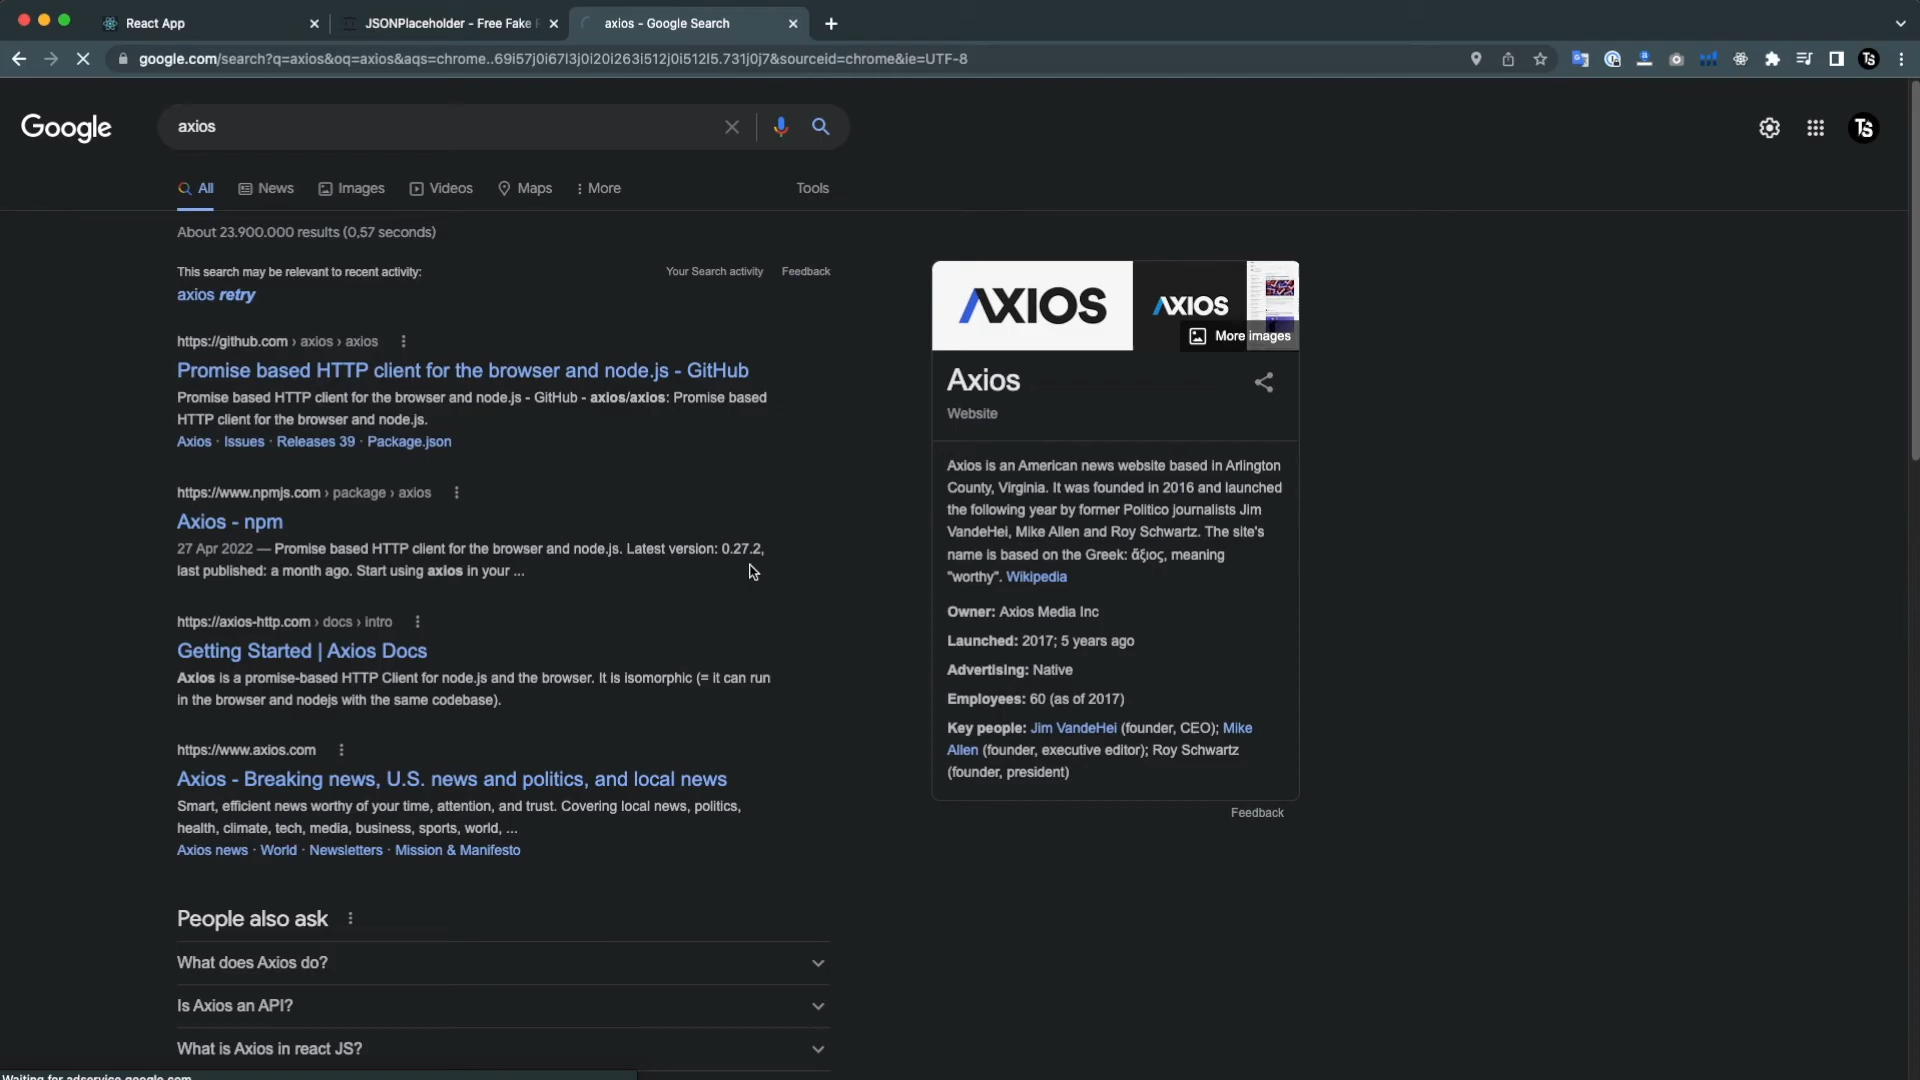 React App
JSONPlaceholder - Free Fake
axios - Google Search
google.com/search?q=axios&oq=axios&aqs=chrome..69i57j0i67l3j0i20i263i512j0i512l5.731j0j7&sourceid=chrome&ie=UTF-8
Google
axios
TS
All
News
Images
Videos
Maps
More
Tools
About 23.900.000 results (0,57 seconds)
This search may be relevant to recent activity:
Your Search activity
Feedback
axios retry
https://github.com › axios › axios
Promise based HTTP client for the browser and node.js - GitHub
Promise based HTTP client for the browser and node.js - GitHub - axios/axios: Promise based
HTTP client for the browser and node.js.
Axios · Issues · Releases 39 · Package.json
https://www.npmjs.com › package › axios
Axios - npm
27 Apr 2022 — Promise based HTTP client for the browser and node.js. Latest version: 0.27.2,
last published: a month ago. Start using axios in your ...
https://axios-http.com › docs › intro
Getting Started | Axios Docs
Axios is a promise-based HTTP Client for node.js and the browser. It is isomorphic (= it can run
in the browser and nodejs with the same codebase).
https://www.axios.com
Axios - Breaking news, U.S. news and politics, and local news
Smart, efficient news worthy of your time, attention, and trust. Covering local news, politics,
health, climate, tech, media, business, sports, world, ...
Axios news · World · Newsletters · Mission & Manifesto
People also ask
What does Axios do?
Is Axios an API?
What is Axios in react JS?
AXIOS
AXIOS
More images
Axios
Website
Axios is an American news website based in Arlington
County, Virginia. It was founded in 2016 and launched
the following year by former Politico journalists Jim
VandeHei, Mike Allen and Roy Schwartz. The site's
name is based on the Greek: ἄξιος, meaning
"worthy". Wikipedia
Owner: Axios Media Inc
Launched: 2017; 5 years ago
Advertising: Native
Employees: 60 (as of 2017)
Key people: Jim VandeHei (founder, CEO); Mike
Allen (founder, executive editor); Roy Schwartz
(founder, president)
Feedback
Waiting for adservice.google.com